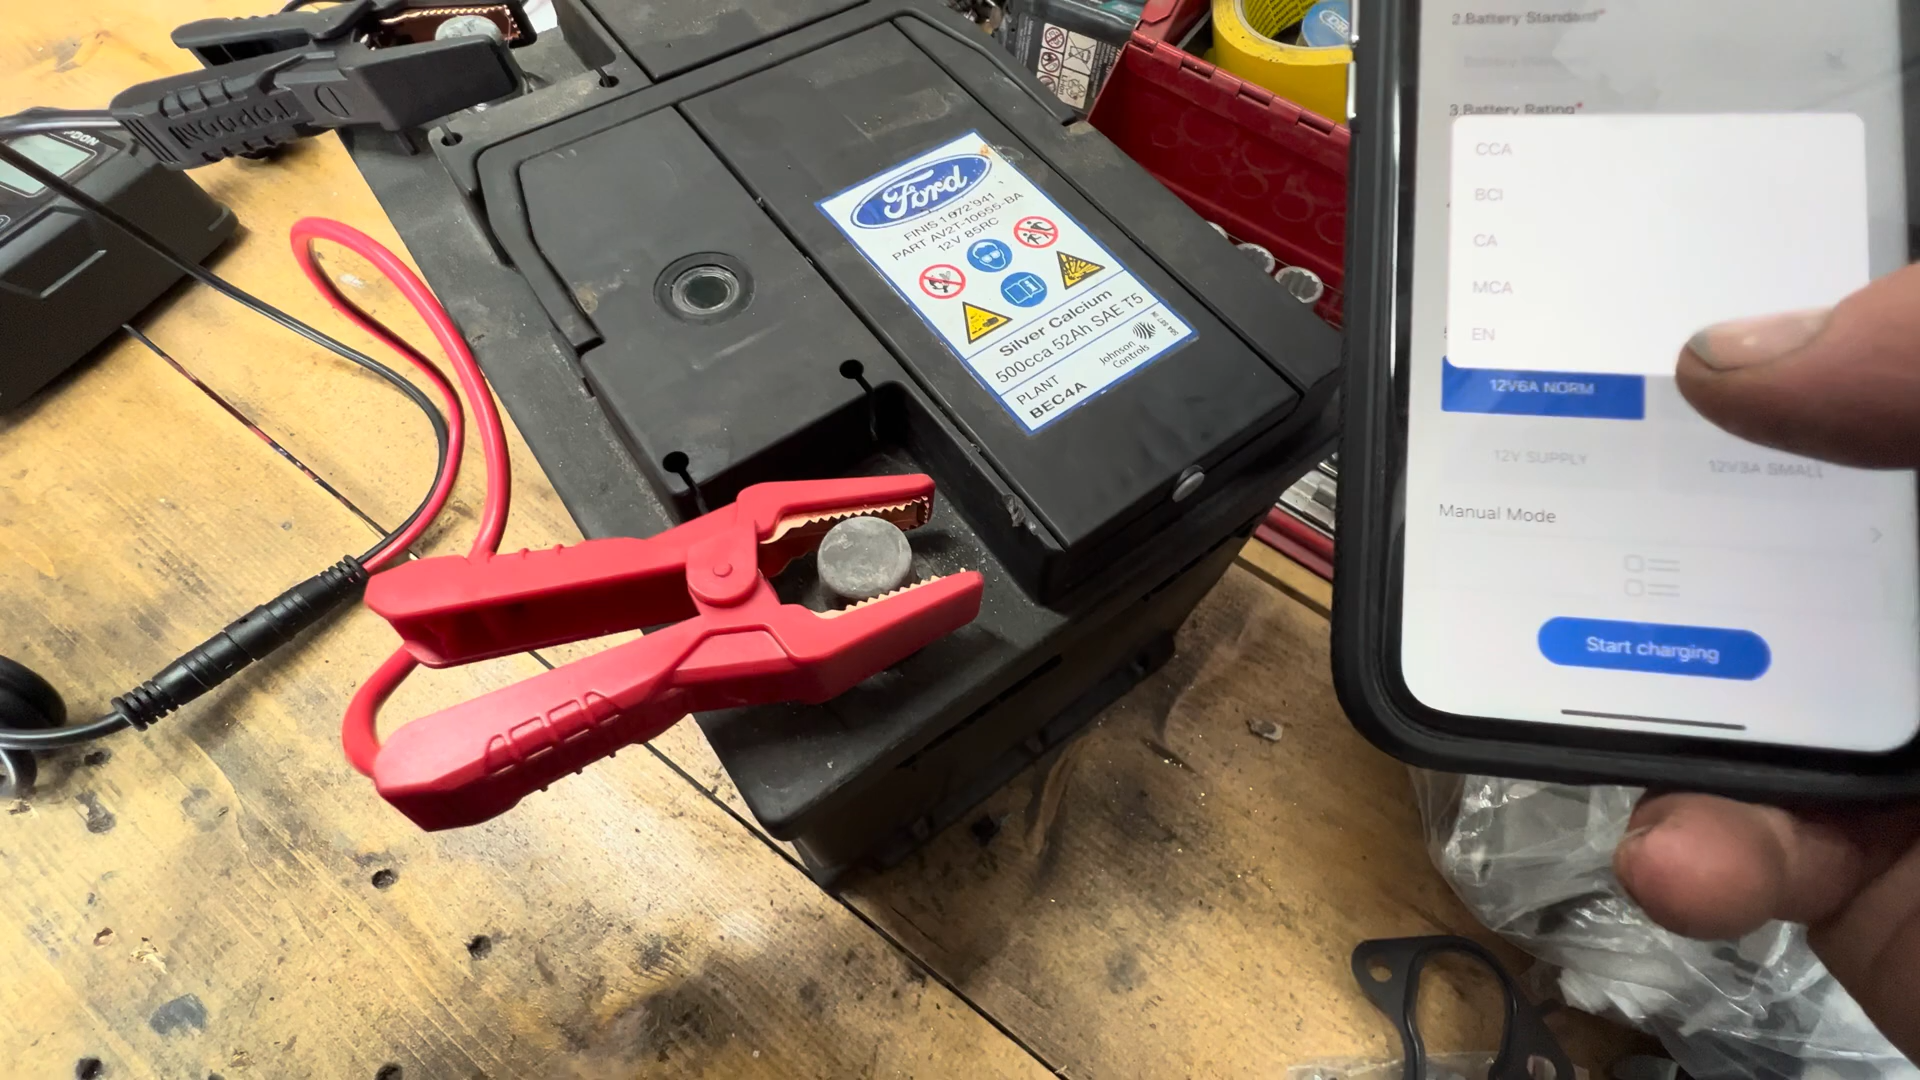 TOPDON
Ford
FINIS 1 872 941
PART AV2T-10655-BA
12V 85RC
Silver Calcium
500cca 52Ah SAE T5
PLANT
BEC4A
Johnson
Controls
2.Battery Standard*
3.Battery Rating*
CCA
BCI
CA
MCA
EN
12V6A NORM
12V SUPPLY
12V3A SMALL
Manual Mode
Start charging